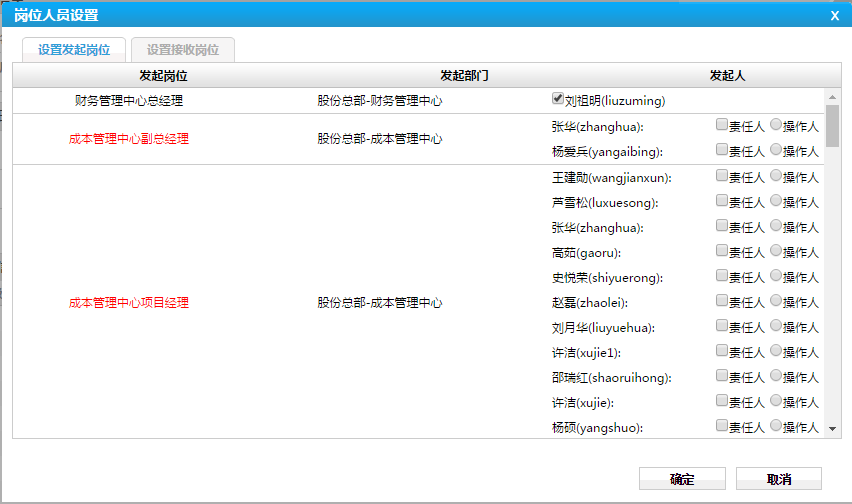 岗位人员设置 X
设置发起岗位 设置接收岗位
发起岗位 发起部门 发起人
财务管理中心总经理 股份总部-财务管理中心 刘祖明(liuzuming)
张华(zhanghua): 责任人 操作人
成本管理中心副总经理 股份总部-成本管理中心
杨爱兵(yangaibing): 责任人 操作人
王建勋(wangjianxun): 责任人 操作人
芦雪松(luxuesong): 责任人 操作人
张华(zhanghua): 责任人 操作人
高茹(gaoru): 责任人 操作人
史悦荣(shiyuerong): 责任人 操作人
成本管理中心项目经理 股份总部-成本管理中心 赵磊(zhaolei): 责任人 操作人
刘月华(liuyuehua): 责任人 操作人
许洁(xujie1): 责任人 操作人
邵瑞红(shaoruihong): 责任人 操作人
许洁(xujie): 责任人 操作人
杨硕(yangshuo): 责任人 操作人
确定 取消